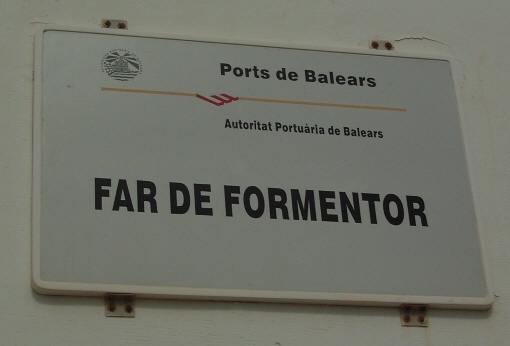 Ports de Balears
Autoritat Portuària de Balears
FAR DE FORMENTOR